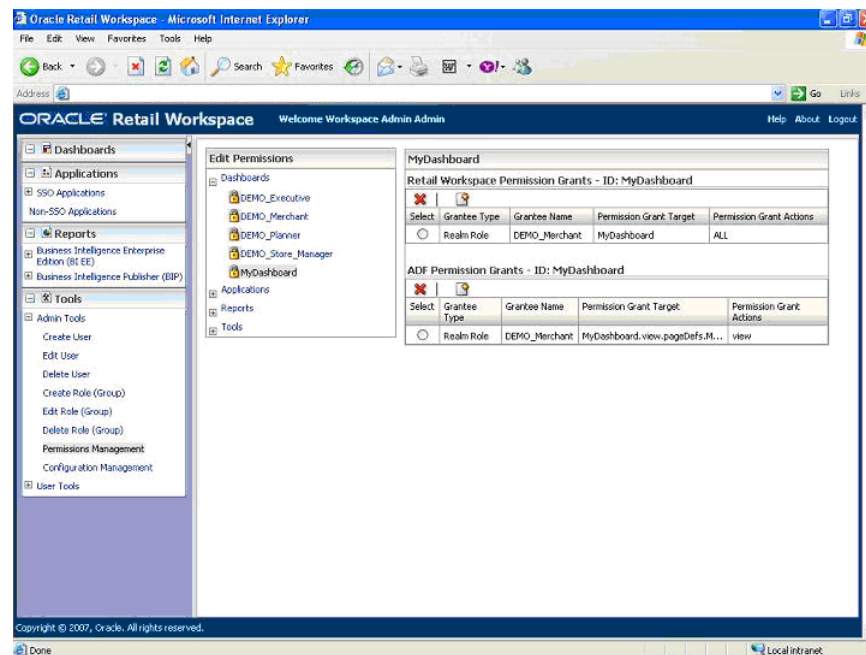 Oracle Retail Workspace - Microsoft Internet Explorer
File Edit View Favorites Tools Help
Back Search Favorites
Address Go Links
ORACLE Retail Workspace Welcome Workspace Admin Admin Help About Logout
Dashboards
Applications
SSO Applications
Non-SSO Applications
Reports
Business Intelligence Enterprise
Edition (BI EE)
Business Intelligence Publisher (BIP)
Tools
Admin Tools
Create User
Edit User
Delete User
Create Role (Group)
Edit Role (Group)
Delete Role (Group)
Permissions Management
Configuration Management
User Tools
Edit Permissions
Dashboards
DEMO_Executive
DEMO_Merchant
DEMO_Planner
DEMO_Store_Manager
MyDashboard
Applications
Reports
Tools
MyDashboard
Retail Workspace Permission Grants - ID: MyDashboard
Select Grantee Type Grantee Name Permission Grant Target Permission Grant Actions
Realm Role DEMO_Merchant MyDashboard ALL
ADF Permission Grants - ID: MyDashboard
Select Grantee Type Grantee Name Permission Grant Target Permission Grant Actions
Realm Role DEMO_Merchant MyDashboard.view.pageDefs.M... view
Copyright © 2007, Oracle. All rights reserved.
Done Local intranet